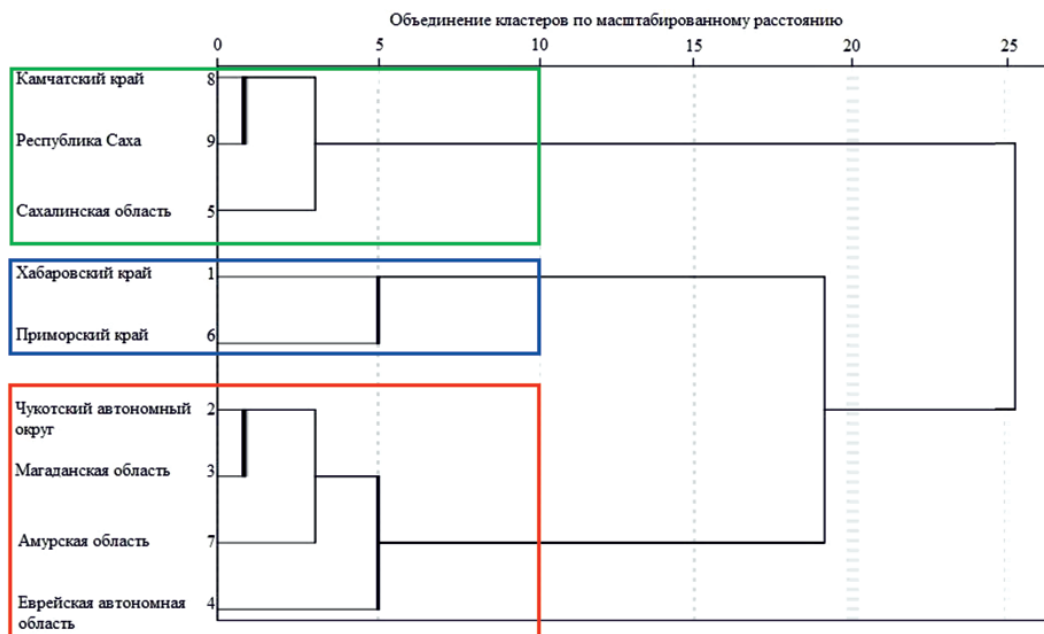 Объединение кластеров по масштабированному расстоянию
0 5 10 15 20 25
Камчатский край 8
Республика Саха 9
Сахалинская область 5
Хабаровский край 1
Приморский край 6
Чукотский автономный 2
округ
Магаданская область 3
Амурская область 7
Еврейская автономная 4
область